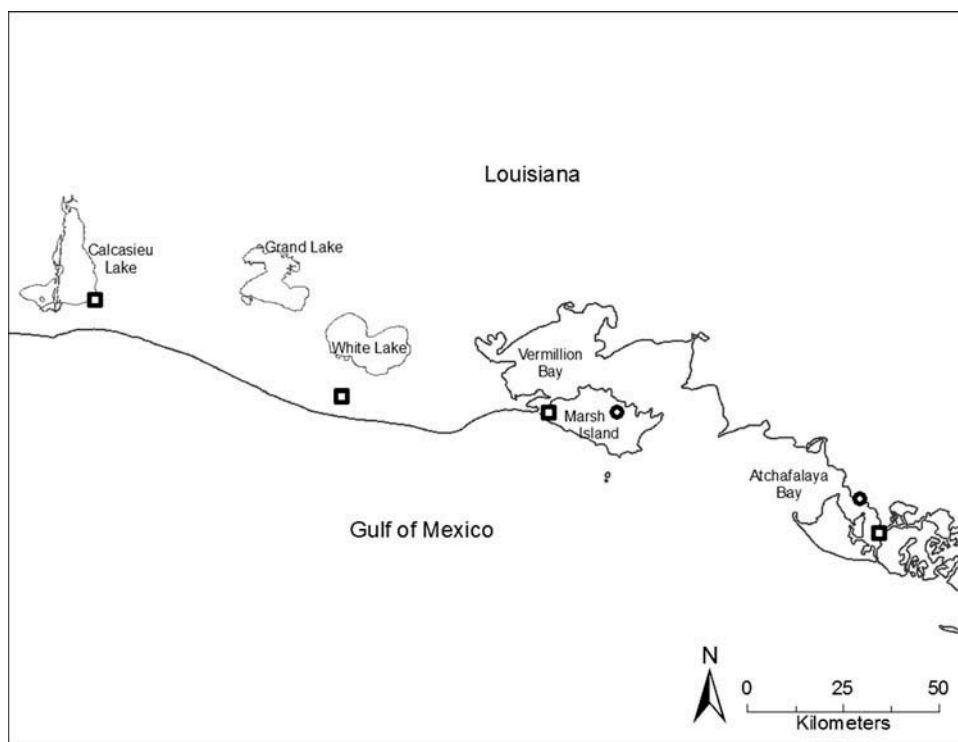 Louisiana
Calcasieu
Lake
Grand Lake
White Lake
Vermillion
Bay
Marsh
Island
Atchafalaya
Bay
Gulf of Mexico
N
0 25 50
Kilometers